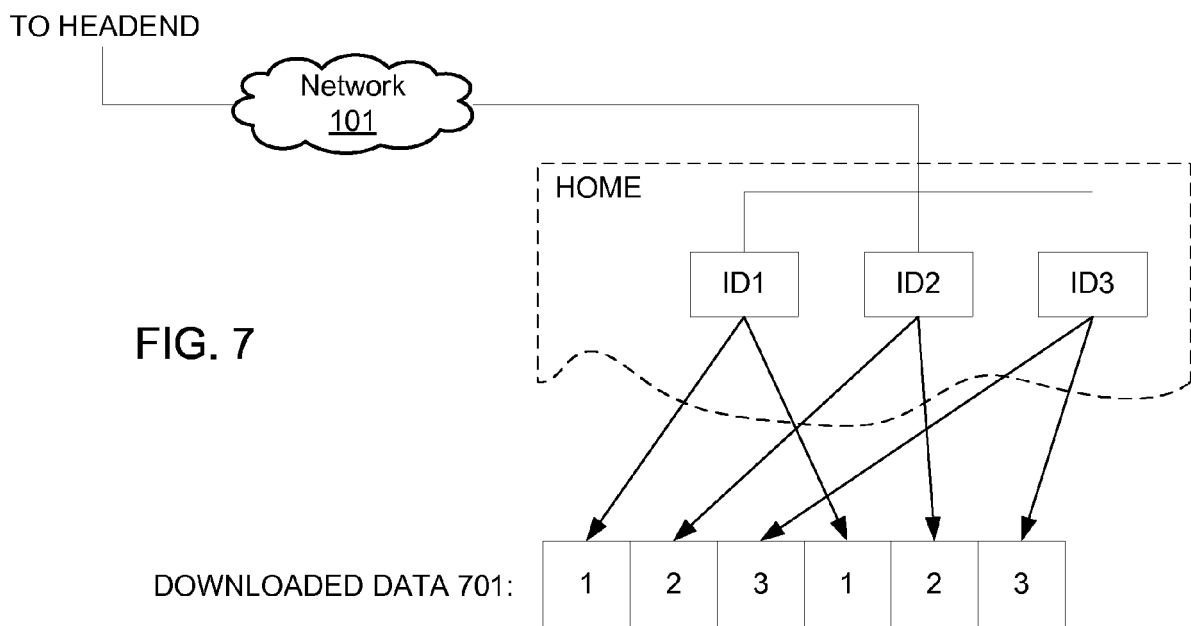 TO HEADEND
Network
101
HOME
ID1 ID2 ID3
FIG. 7
DOWNLOADED DATA 701: 1 2 3 1 2 3